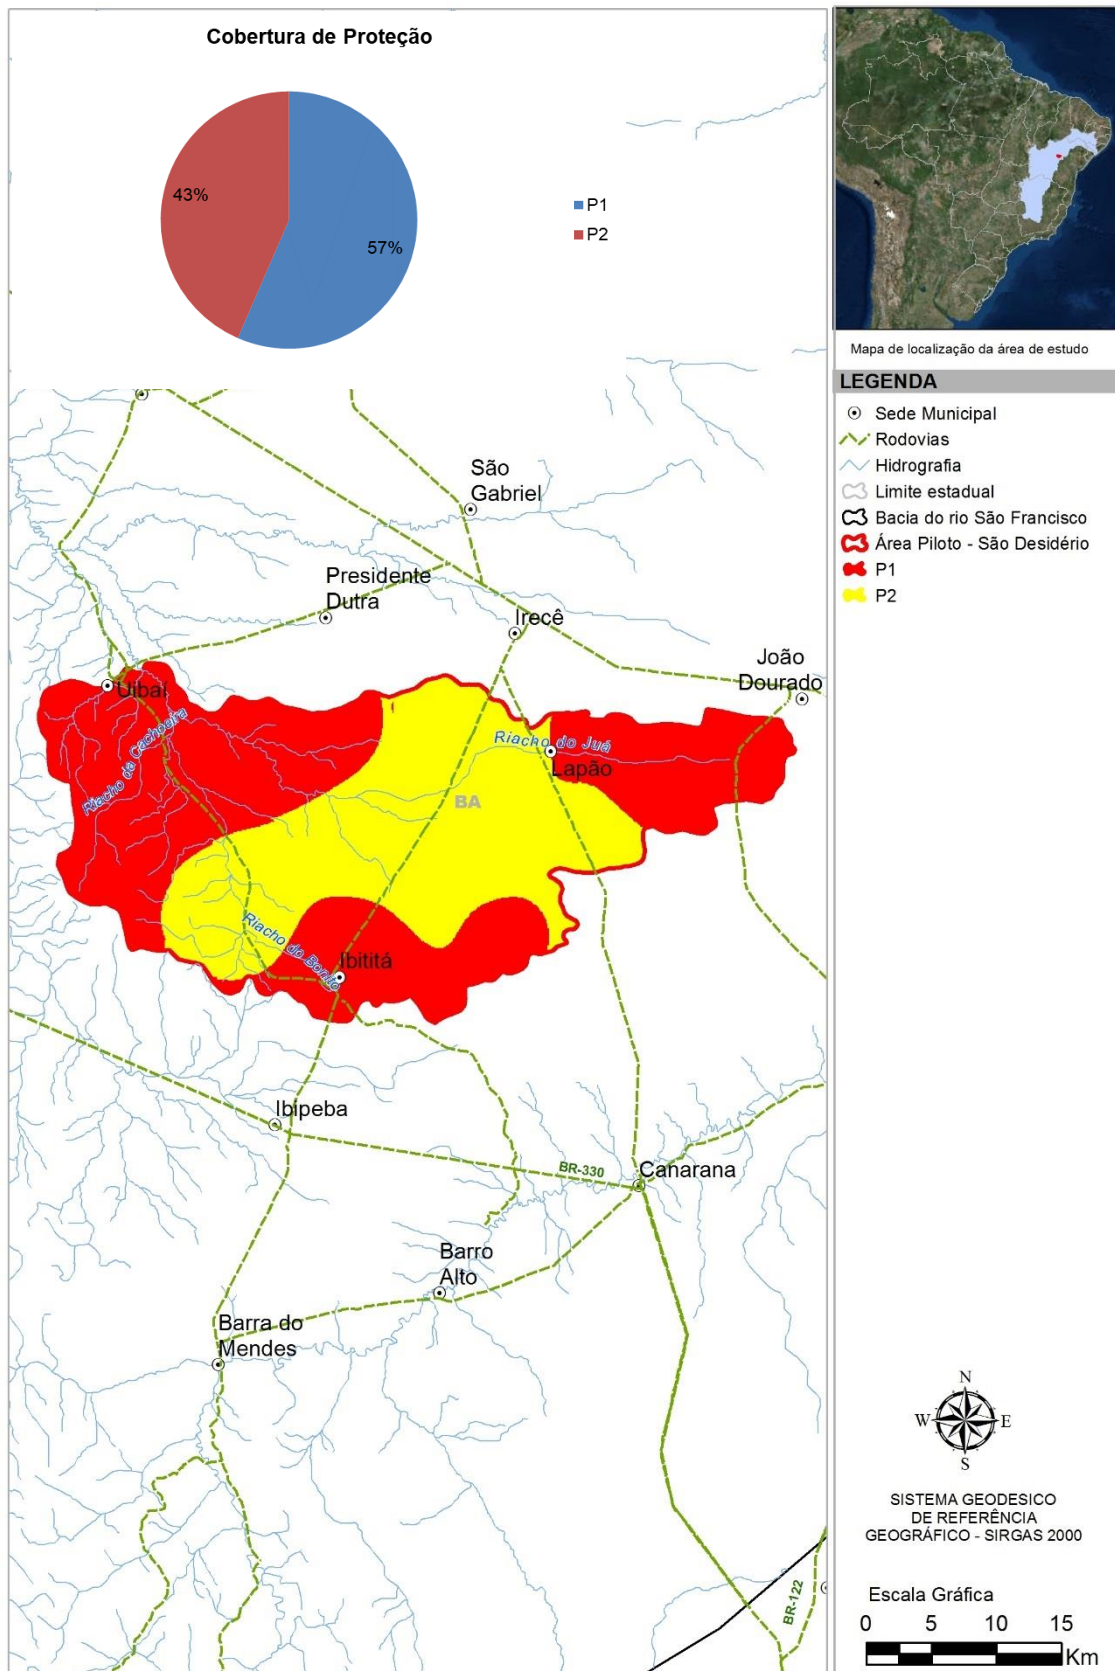 Cobertura de Proteção
43%
57%
P1
P2
Mapa de localização da área de estudo
LEGENDA
Sede Municipal
Rodovias
Hidrografia
Limite estadual
Bacia do rio São Francisco
Área Piloto - São Desidério
P1
P2
São
Gabriel
Presidente
Dutra
Irecê
João
Dourado
Uibaí
Riacho da Cachoeira
Riacho do Juá
Lapão
BA
Riacho do Bonito
Ibititá
Ibipeba
BR-330
Canarana
Barro
Alto
Barra do
Mendes
BR-122
N
W
E
S
SISTEMA GEODESICO
DE REFERÊNCIA
GEOGRÁFICO - SIRGAS 2000
Escala Gráfica
0 5 10 15
Km